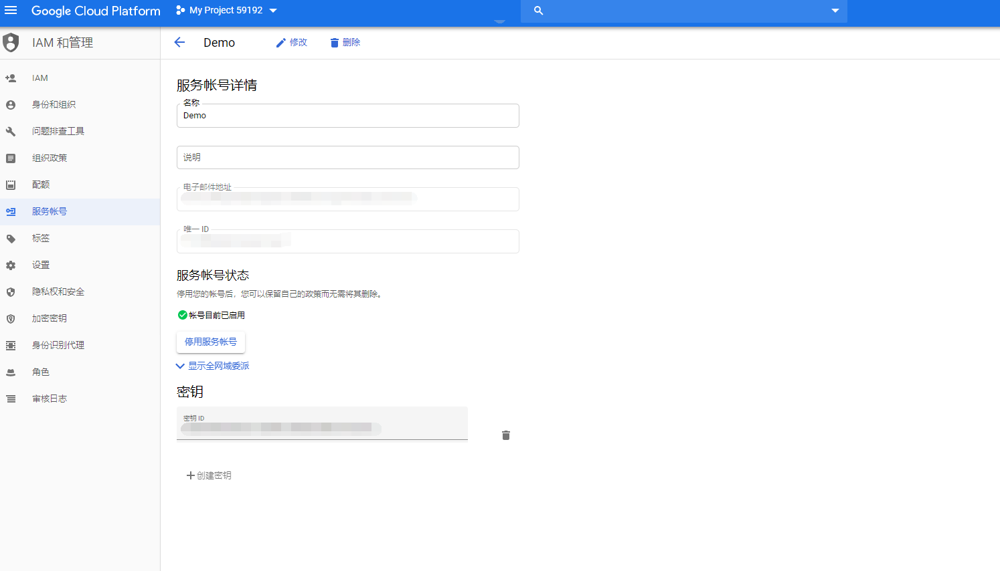 Google Cloud Platform
My Project 59192
IAM 和管理
Demo
修改
删除
IAM
身份和组织
问题排查工具
组织政策
配额
服务帐号
标签
设置
隐私权和安全
加密密钥
身份识别代理
角色
审核日志
服务帐号详情
名称
Demo
说明
电子邮件地址
唯一 ID
服务帐号状态
停用您的帐号后，您可以保留自己的政策而无需将其删除。
帐号目前已启用
停用服务帐号
显示全网域委派
密钥
密钥 ID
创建密钥